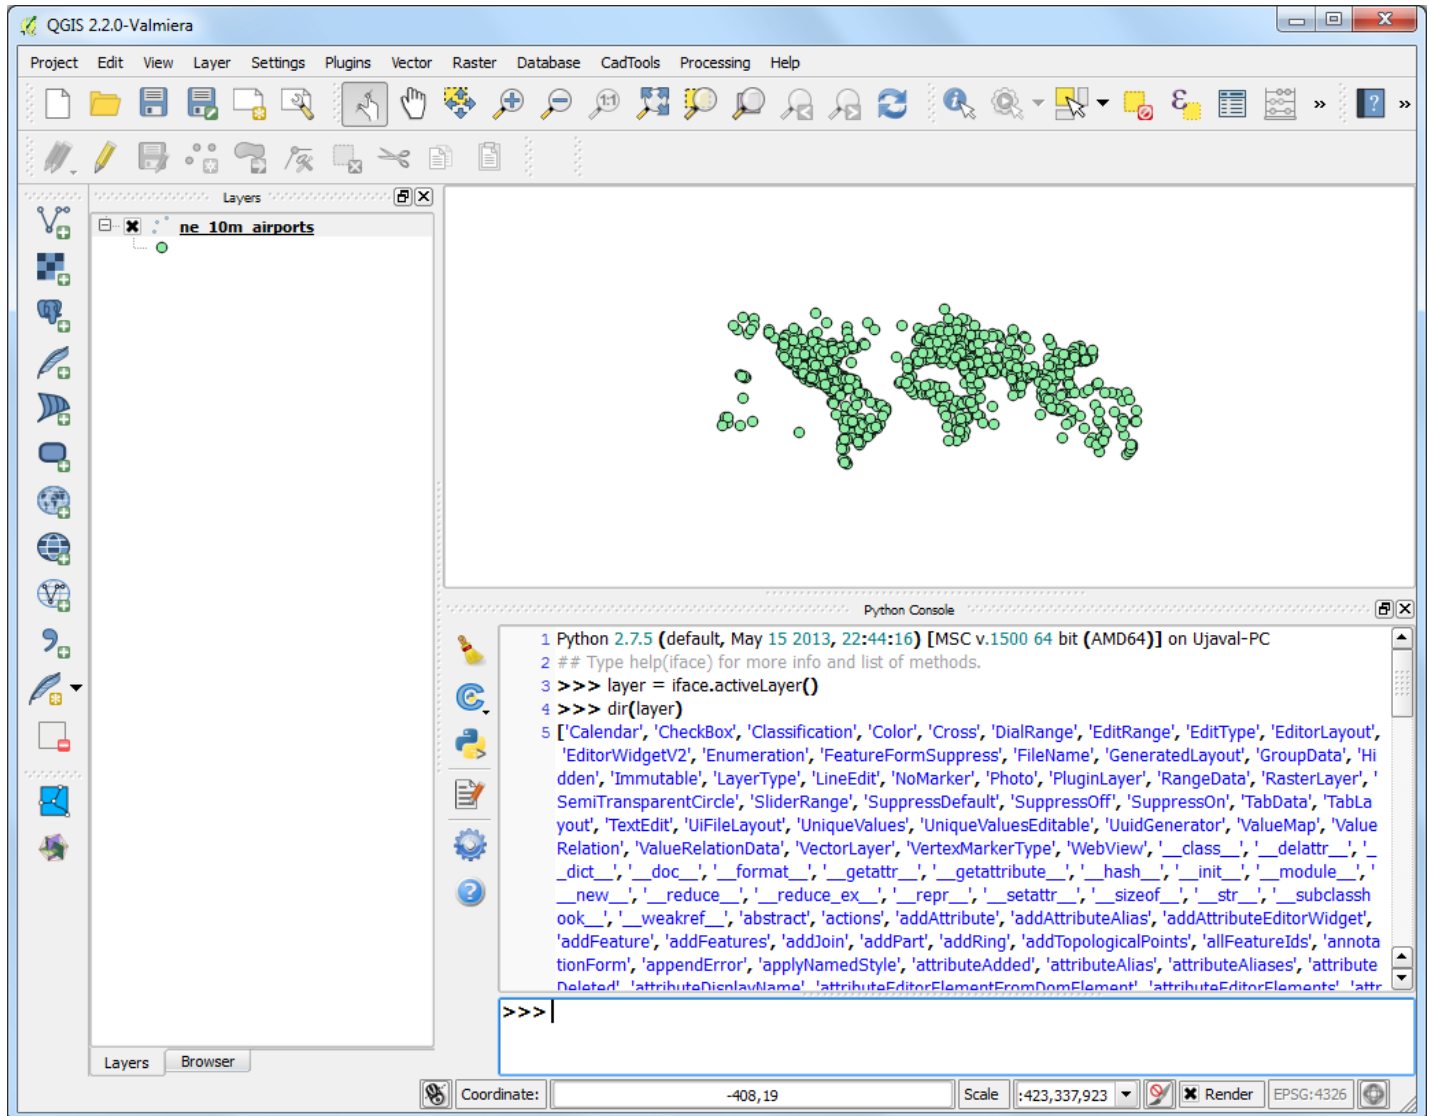 QGIS 2.2.0-Valmiera
Project Edit View Layer Settings Plugins Vector Raster Database CadTools Processing Help
1:1
ε
»
?
»
Layers
ne_10m_airports
Python Console
1 Python 2.7.5 (default, May 15 2013, 22:44:16) [MSC v.1500 64 bit (AMD64)] on Ujaval-PC
2 ## Type help(iface) for more info and list of methods.
3 >>> layer = iface.activeLayer()
4 >>> dir(layer)
5 ['Calendar', 'CheckBox', 'Classification', 'Color', 'Cross', 'DialRange', 'EditRange', 'EditType', 'EditorLayout',
'EditorWidgetV2', 'Enumeration', 'FeatureFormSuppress', 'FileName', 'GeneratedLayout', 'GroupData', 'Hi
dden', 'Immutable', 'LayerType', 'LineEdit', 'NoMarker', 'Photo', 'PluginLayer', 'RangeData', 'RasterLayer', '
SemiTransparentCircle', 'SliderRange', 'SuppressDefault', 'SuppressOff', 'SuppressOn', 'TabData', 'TabLa
yout', 'TextEdit', 'UiFileLayout', 'UniqueValues', 'UniqueValuesEditable', 'UuidGenerator', 'ValueMap', 'Value
Relation', 'ValueRelationData', 'VectorLayer', 'VertexMarkerType', 'WebView', '__class__', '__delattr__', '_
_dict__', '__doc__', '__format__', '__getattr__', '__getattribute__', '__hash__', '__init__', '__module__', '
__new__', '__reduce__', '__reduce_ex__', '__repr__', '__setattr__', '__sizeof__', '__str__', '__subclassh
ook__', '__weakref__', 'abstract', 'actions', 'addAttribute', 'addAttributeAlias', 'addAttributeEditorWidget',
'addFeature', 'addFeatures', 'addJoin', 'addPart', 'addRing', 'addTopologicalPoints', 'allFeatureIds', 'annota
tionForm', 'appendError', 'applyNamedStyle', 'attributeAdded', 'attributeAlias', 'attributeAliases', 'attribute
Deleted', 'attributeDisplayName', 'attributeEditorElementFromDomElement', 'attributeEditorElements', 'attr
>>>
Layers Browser
Coordinate: -408,19 Scale :423,337,923 Render EPSG:4326